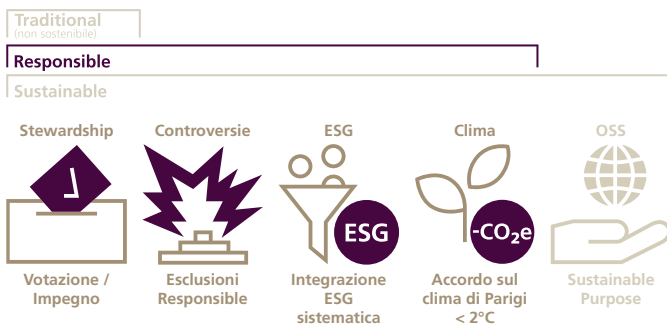 Traditional
(non sostenibile)
Responsible
Sustainable
Stewardship
Controversie
ESG
Clima
OSS
ESG
-CO₂e
Votazione /
Impegno
Esclusioni
Responsible
Integrazione
ESG
sistematica
Accordo sul
clima di Parigi
< 2°C
Sustainable
Purpose